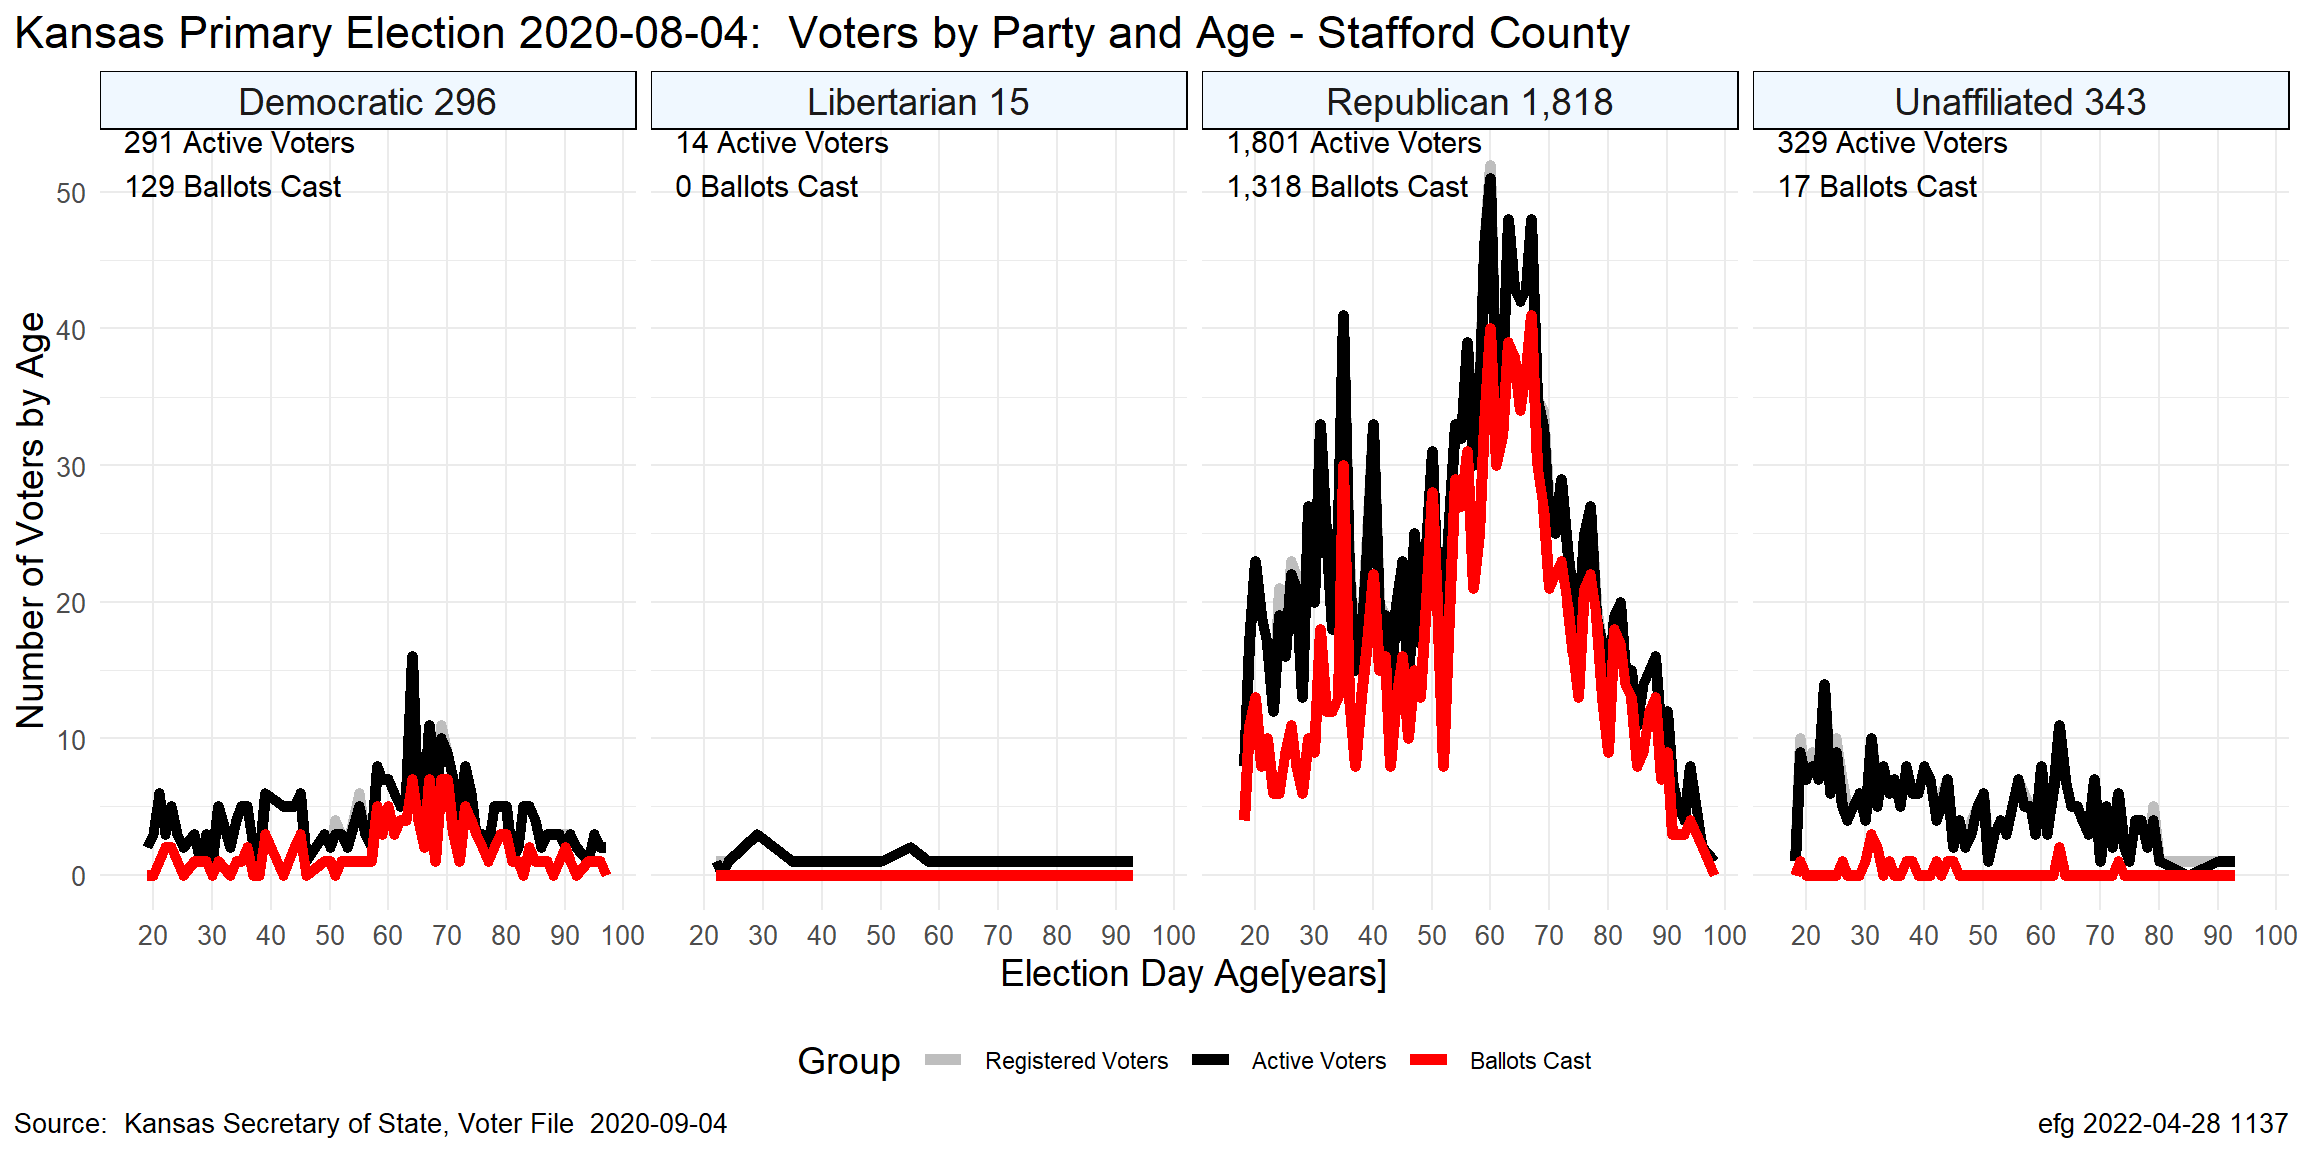 Kansas Primary Election 2020-08-04:  Voters by Party and Age - Stafford County
Democratic 296
Libertarian 15
Republican 1,818
Unaffiliated 343
291 Active Voters
129 Ballots Cast
14 Active Voters
0 Ballots Cast
1,801 Active Voters
1,318 Ballots Cast
329 Active Voters
17 Ballots Cast
Number of Voters by Age
50
40
30
20
10
0
20 30 40 50 60 70 80 90 100
20 30 40 50 60 70 80 90 100
20 30 40 50 60 70 80 90 100
20 30 40 50 60 70 80 90 100
Election Day Age[years]
Group Registered Voters Active Voters Ballots Cast
Source:  Kansas Secretary of State, Voter File  2020-09-04
efg 2022-04-28 1137